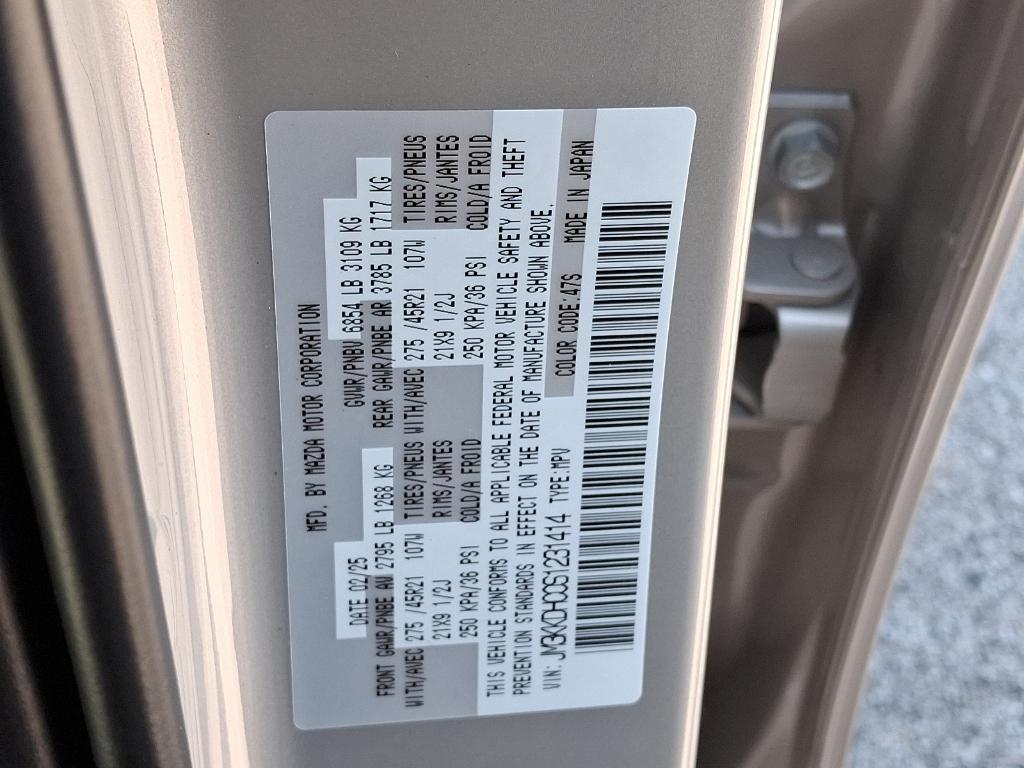 MFD. BY MAZDA MOTOR CORPORATION
DATE 02/25 GVWR/PNBV 6854 LB 3109 KG
FRONT GAWR/PNBE AV 2795 LB 1268 KG REAR GAWR/PNBE AR 3785 LB 1717 KG
WITH/AVEC 275 /45R21 107W TIRES/PNEUS WITH/AVEC 275 /45R21 107W TIRES/PNEUS
21X9 1/2J RIMS/JANTES 21X9 1/2J RIMS/JANTES
250 KPA/36 PSI COLD/A FROID 250 KPA/36 PSI COLD/A FROID
THIS VEHICLE CONFORMS TO ALL APPLICABLE FEDERAL MOTOR VEHICLE SAFETY AND THEFT
PREVENTION STANDARDS IN EFFECT ON THE DATE OF MANUFACTURE SHOWN ABOVE.
VIN: JM3KKDHC0S1231414 TYPE:MPV COLOR CODE:47S MADE IN JAPAN